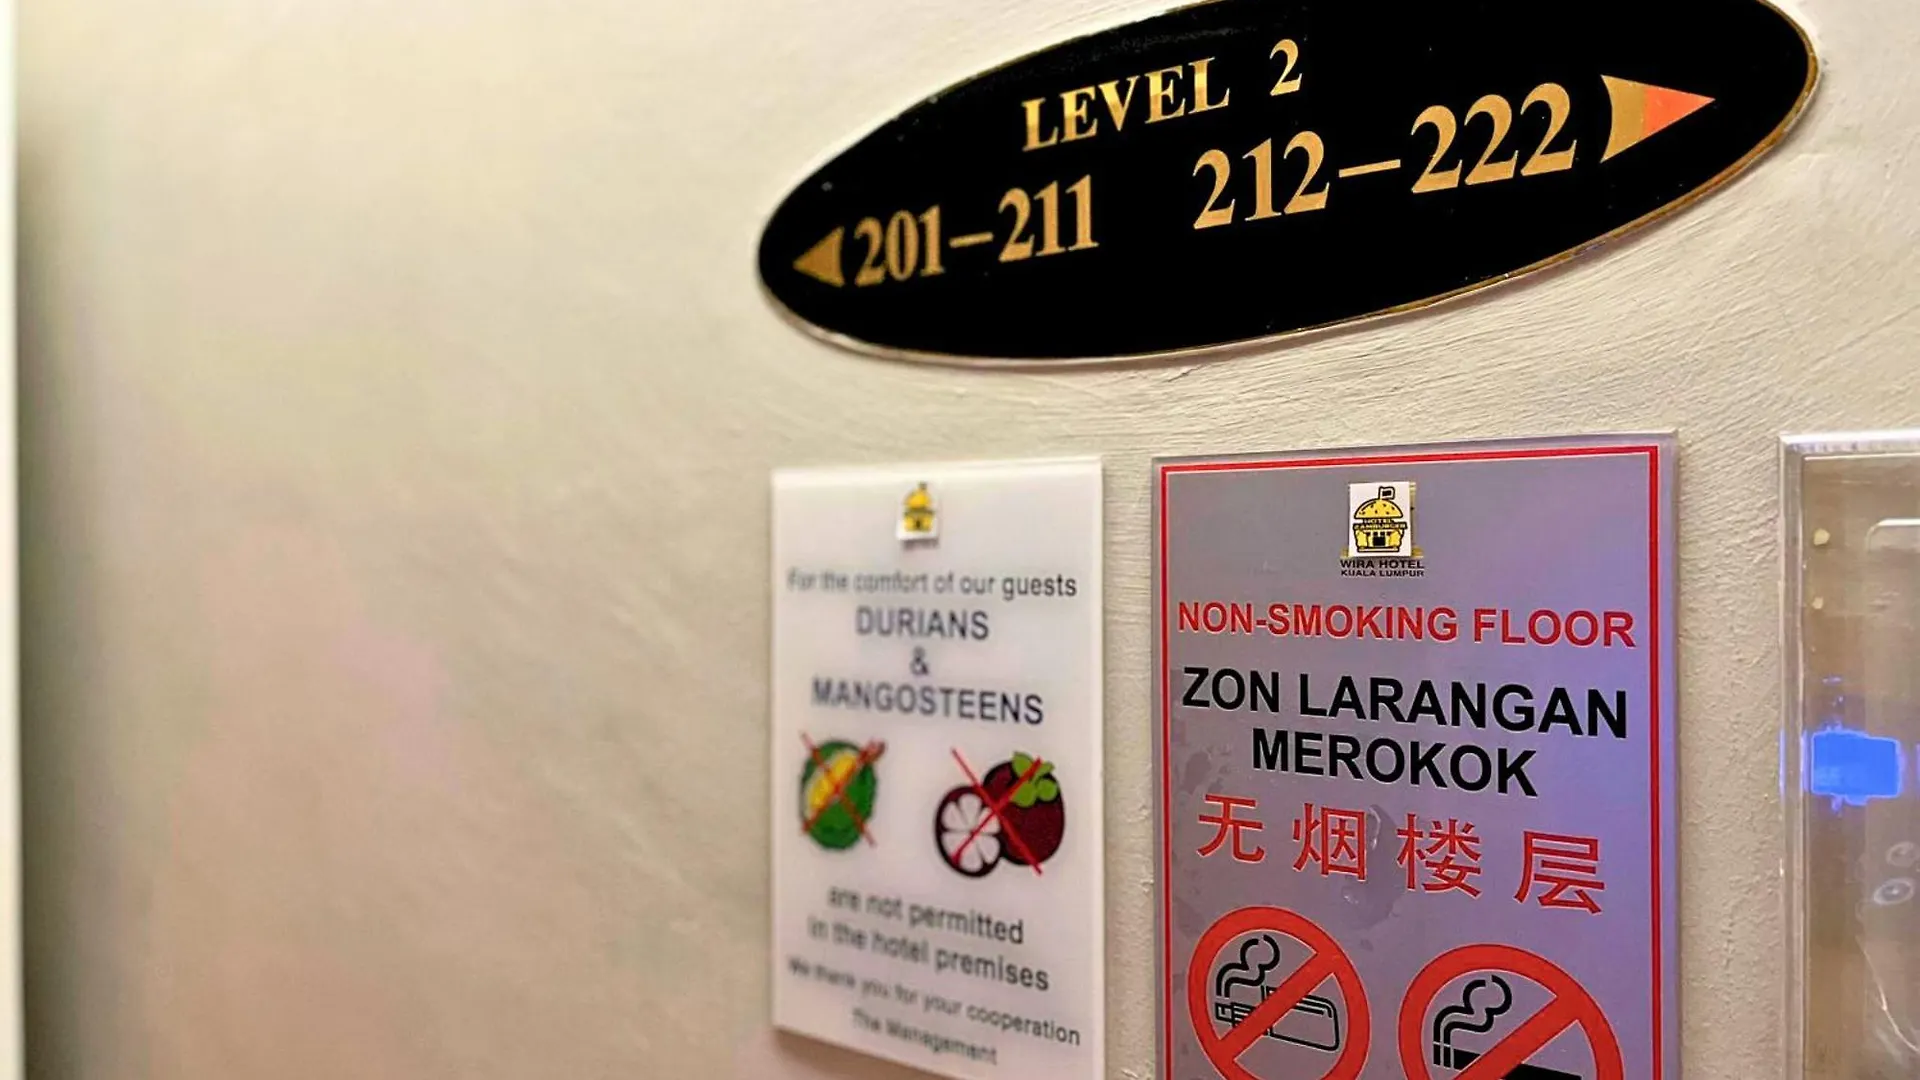 LEVEL 2
201-211 212-222
For the comfort of our guests
DURIANS
&
MANGOSTEENS
are not permitted
in the hotel premises
We thank you for your cooperation
The Management
HOTEL
ZAMBURGER
WIRA HOTEL
KUALA LUMPUR
NON-SMOKING FLOOR
ZON LARANGAN
MEROKOK
无烟楼层